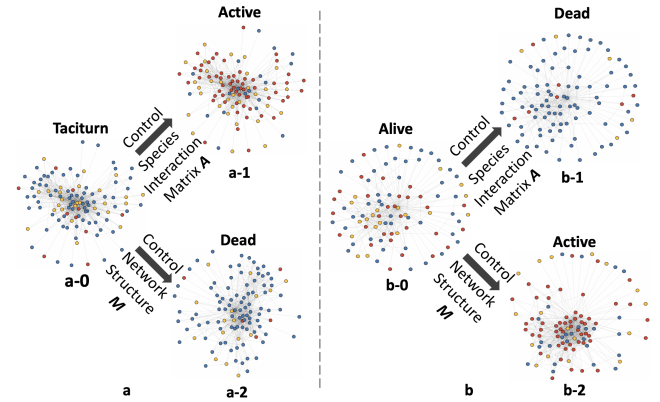 Active
Taciturn
Control
Species
Interaction
Matrix A
a-1
a-0
Control
Network
Structure
M
Dead
a-2
a
Dead
Alive
Control
Species
Interaction
Matrix A
b-1
b-0
Control
Network
Structure
M
Active
b-2
b